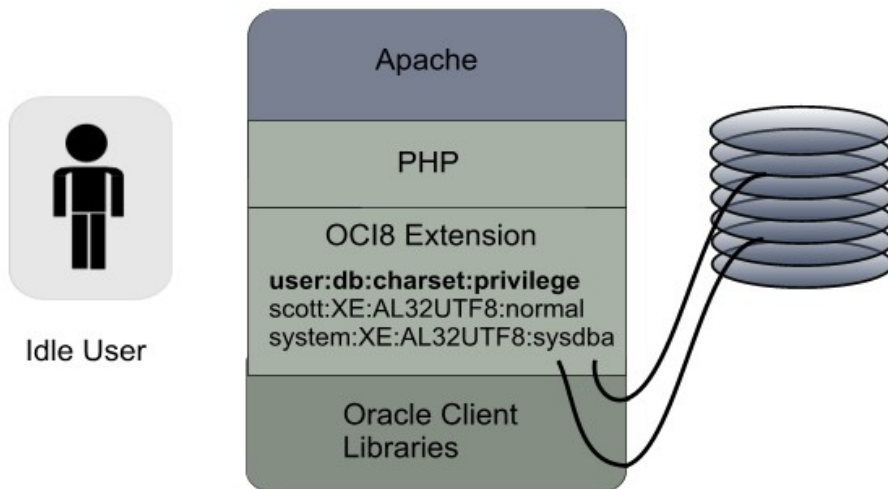 Apache
PHP
OCI8 Extension
user:db:charset:privilege
scott:XE:AL32UTF8:normal
system:XE:AL32UTF8:sysdba
Idle User
Oracle Client
Libraries